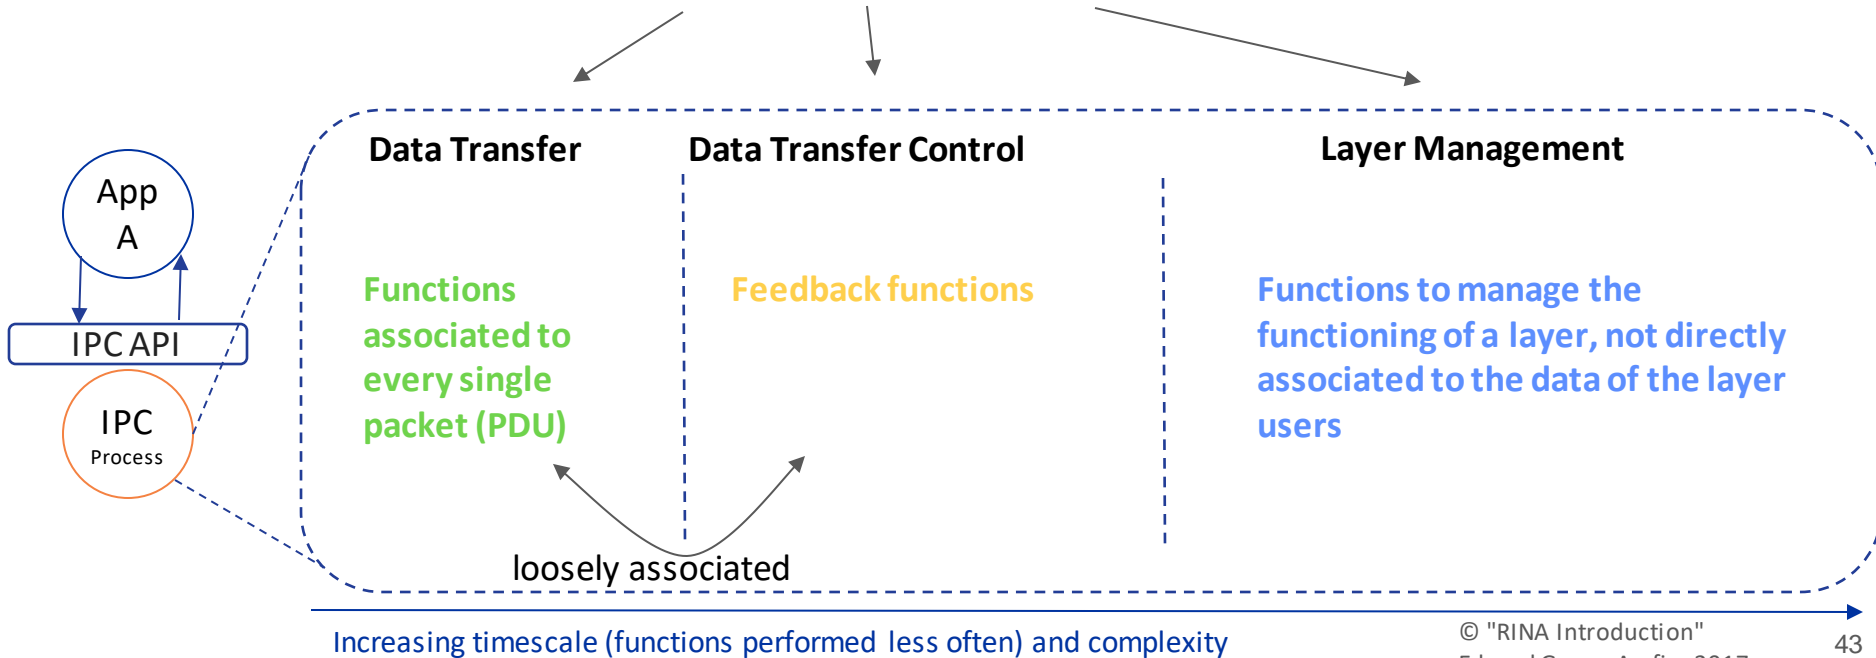 Data Transfer
Data Transfer Control
Layer Management
App
A
IPC API
IPC
Process
Functions
associated to
every single
packet (PDU)
Feedback functions
Functions to manage the
functioning of a layer, not directly
associated to the data of the layer
users
loosely associated
Increasing timescale (functions performed less often) and complexity
© "RINA Introduction"
43